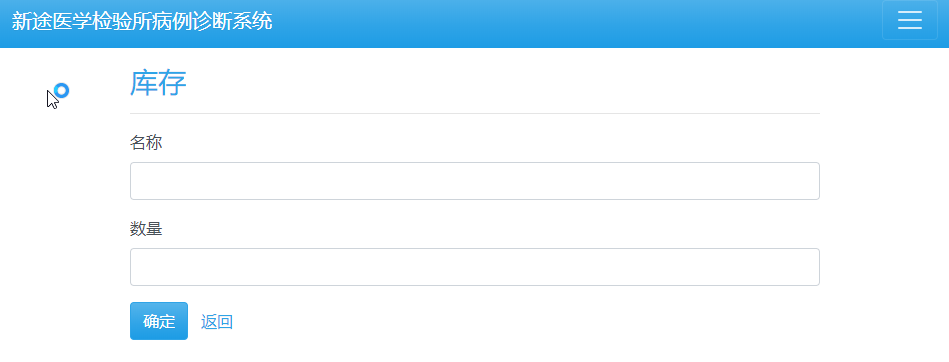 新途医学检验所病例诊断系统
库存
名称
数量
确定 返回